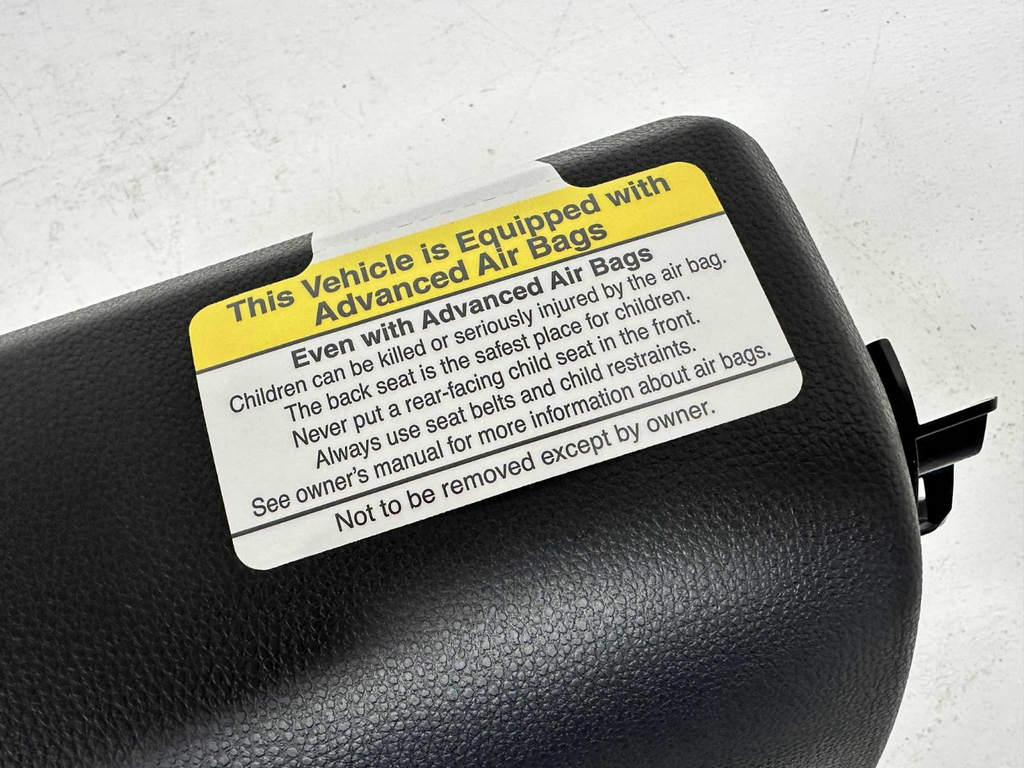 This Vehicle is Equipped with
Advanced Air Bags
Even with Advanced Air Bags
Children can be killed or seriously injured by the air bag.
The back seat is the safest place for children.
Never put a rear-facing child seat in the front.
Always use seat belts and child restraints.
See owner's manual for more information about air bags.
Not to be removed except by owner.